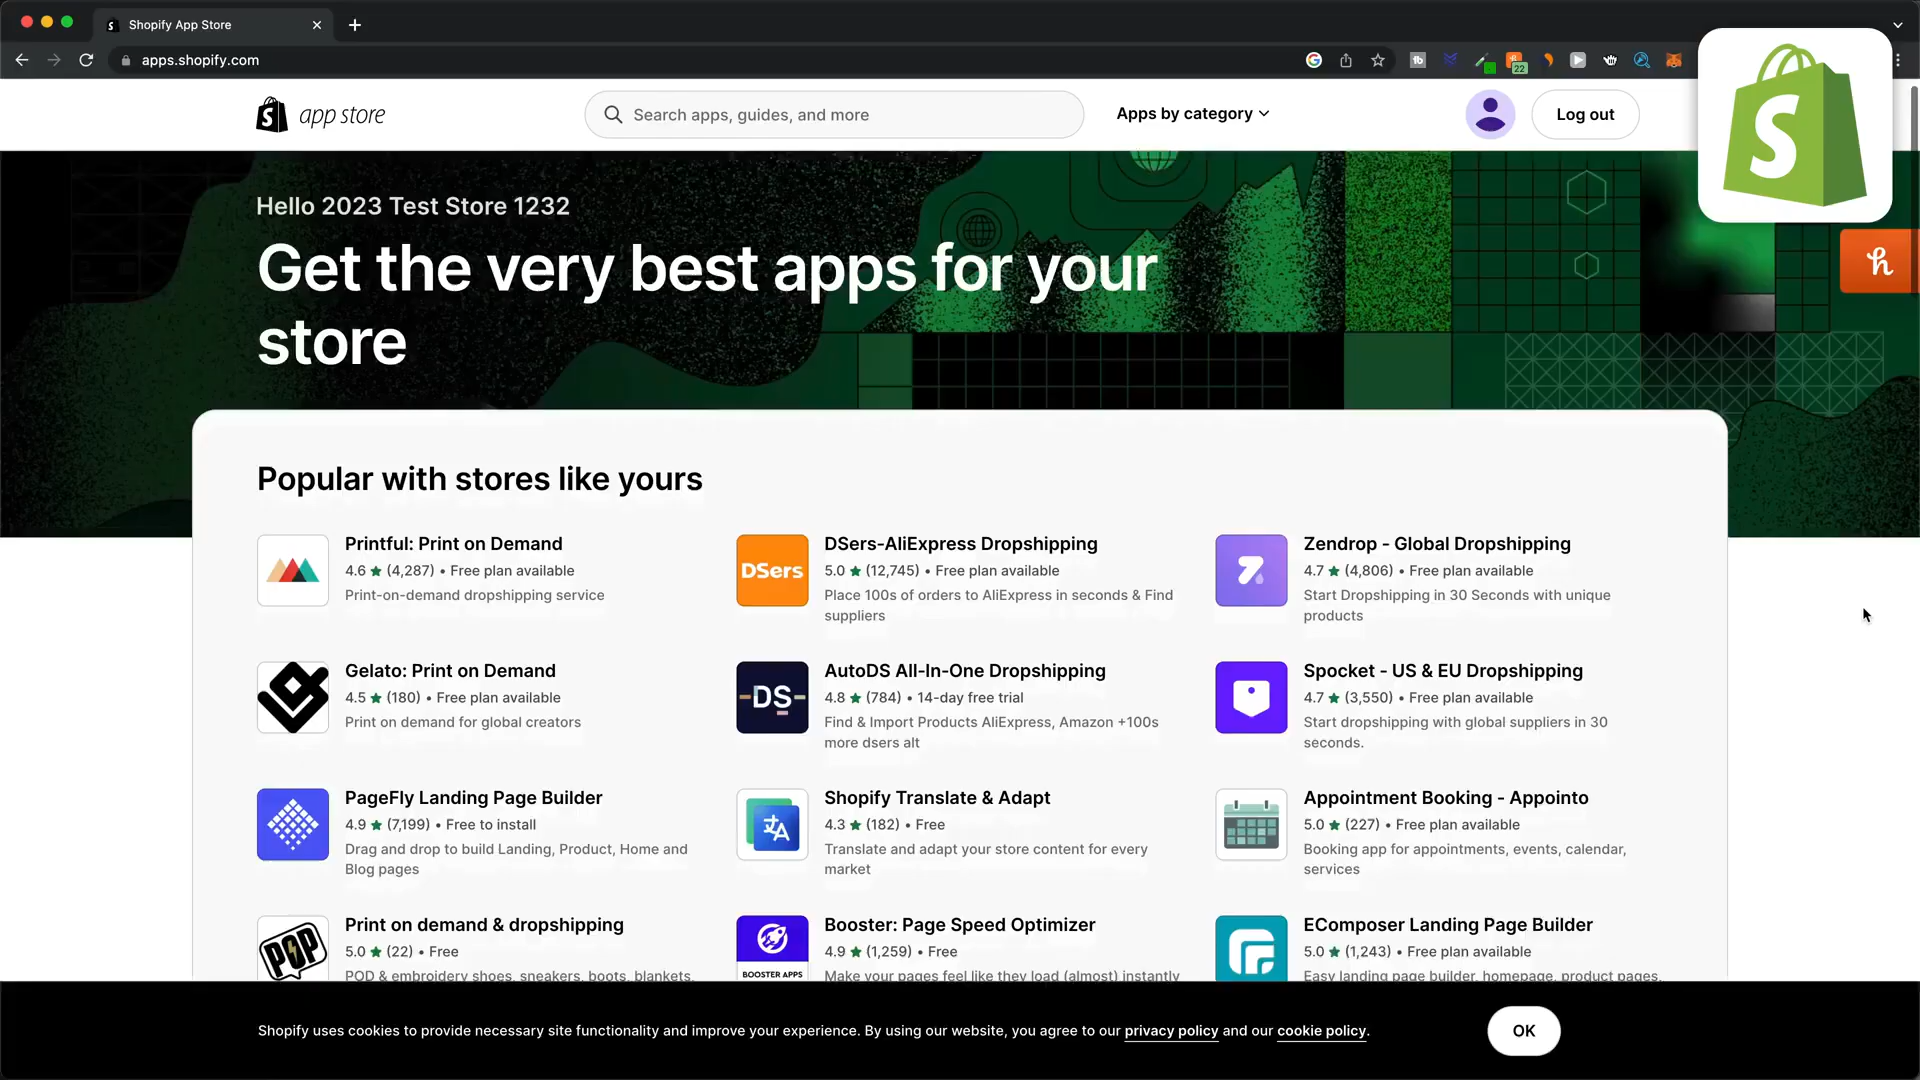 Shopify App Store
apps.shopify.com
22
app store
Search apps, guides, and more
Apps by category
Log out
Hello 2023 Test Store 1232
Get the very best apps for your
store
Popular with stores like yours
Printful: Print on Demand
4.6 ★ (4,287) • Free plan available
Print-on-demand dropshipping service
DSers
DSers-AliExpress Dropshipping
5.0 ★ (12,745) • Free plan available
Place 100s of orders to AliExpress in seconds & Find
suppliers
Zendrop - Global Dropshipping
4.7 ★ (4,806) • Free plan available
Start Dropshipping in 30 Seconds with unique
products
Gelato: Print on Demand
4.5 ★ (180) • Free plan available
Print on demand for global creators
DS
AutoDS All-In-One Dropshipping
4.8 ★ (784) • 14-day free trial
Find & Import Products AliExpress, Amazon +100s
more dsers alt
Spocket - US & EU Dropshipping
4.7 ★ (3,550) • Free plan available
Start dropshipping with global suppliers in 30
seconds.
PageFly Landing Page Builder
4.9 ★ (7,199) • Free to install
Drag and drop to build Landing, Product, Home and
Blog pages
Shopify Translate & Adapt
4.3 ★ (182) • Free
Translate and adapt your store content for every
market
Appointment Booking - Appointo
5.0 ★ (227) • Free plan available
Booking app for appointments, events, calendar,
services
POP
Print on demand & dropshipping
5.0 ★ (22) • Free
POD & embroidery shoes, sneakers, boots, blankets,
BOOSTER APPS
Booster: Page Speed Optimizer
4.9 ★ (1,259) • Free
Make your pages feel like they load (almost) instantly
EComposer Landing Page Builder
5.0 ★ (1,243) • Free plan available
Easy landing page builder, homepage, product pages,
Shopify uses cookies to provide necessary site functionality and improve your experience. By using our website, you agree to our privacy policy and our cookie policy.
OK